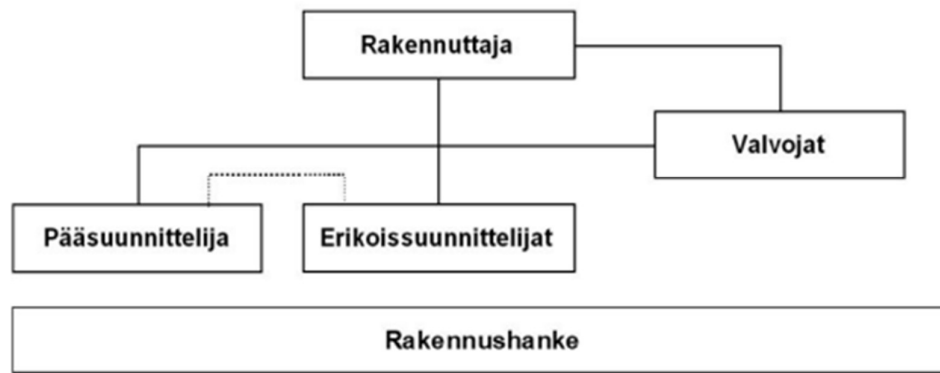 Rakennuttaja
Valvojat
Pääsuunnittelija
Erikoissuunnittelijat
Rakennushanke